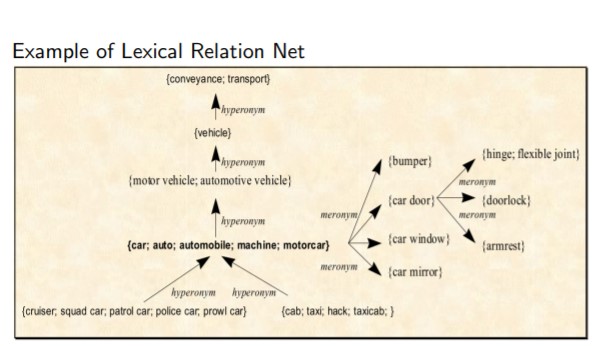 Example of Lexical Relation Net
{conveyance; transport}
hyperonym
{vehicle}
hyperonym
{motor vehicle; automotive vehicle}
hyperonym
{car; auto; automobile; machine; motorcar}
hyperonym hyperonym
{cruiser; squad car; patrol car; police car; prowl car} {cab; taxi; hack; taxicab; }
meronym
meronym
{bumper}
{car door}
{car window}
{car mirror}
{hinge; flexible joint}
meronym
{doorlock}
meronym
{armrest}